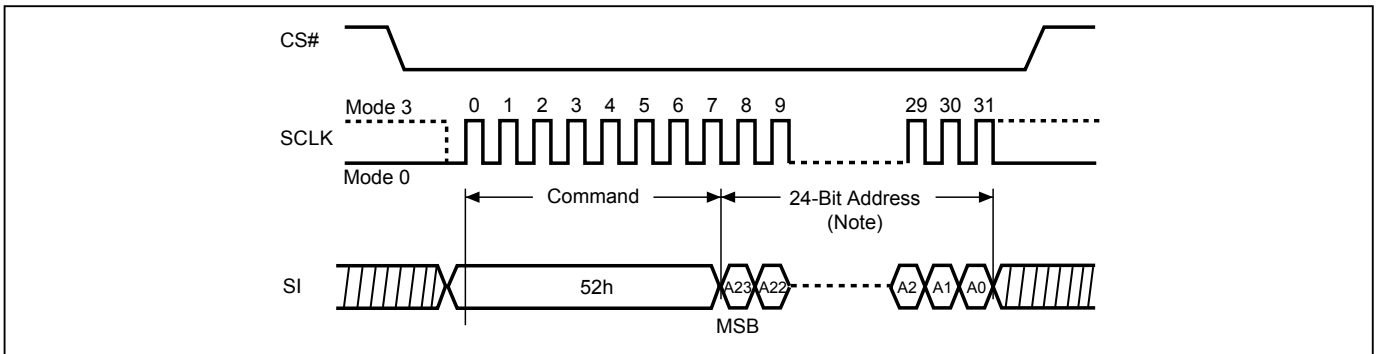 CS#
Mode 3
0 1 2 3 4 5 6 7 8 9 29 30 31
SCLK
Mode 0
Command
24-Bit Address
(Note)
SI
52h
A23 A22 A2 A1 A0
MSB